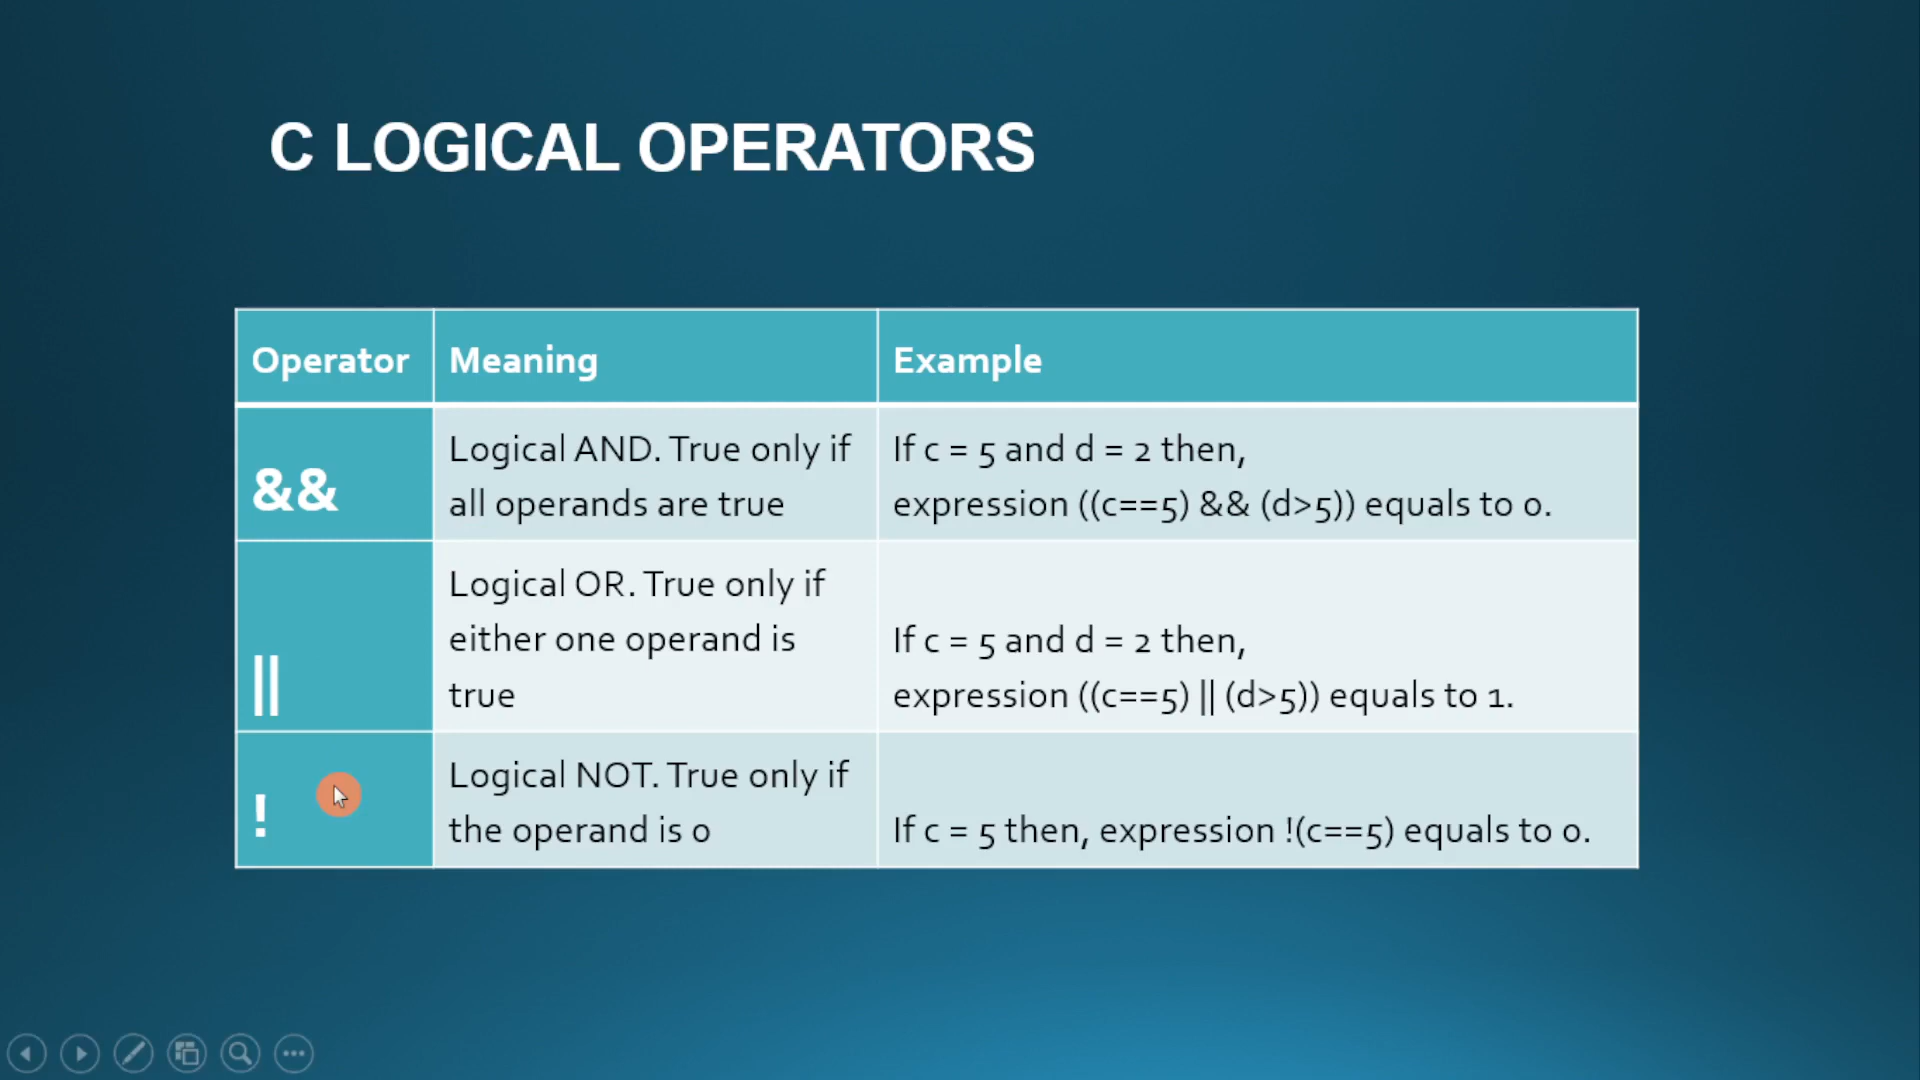 C LOGICAL OPERATORS
Operator
Meaning
Example
&&
Logical AND. True only if
all operands are true
If c = 5 and d = 2 then,
expression ((c==5) && (d>5)) equals to 0.
||
Logical OR. True only if
either one operand is
true
If c = 5 and d = 2 then,
expression ((c==5) || (d>5)) equals to 1.
!
Logical NOT. True only if
the operand is 0
If c = 5 then, expression !(c==5) equals to 0.